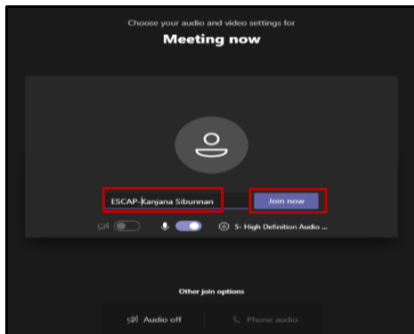 Choose your audio and video settings for
Meeting now
ESCAP-Kanjana Sibunnan
Join now
5- High Definition Audio ...
Other join options
Audio off
Phone audio